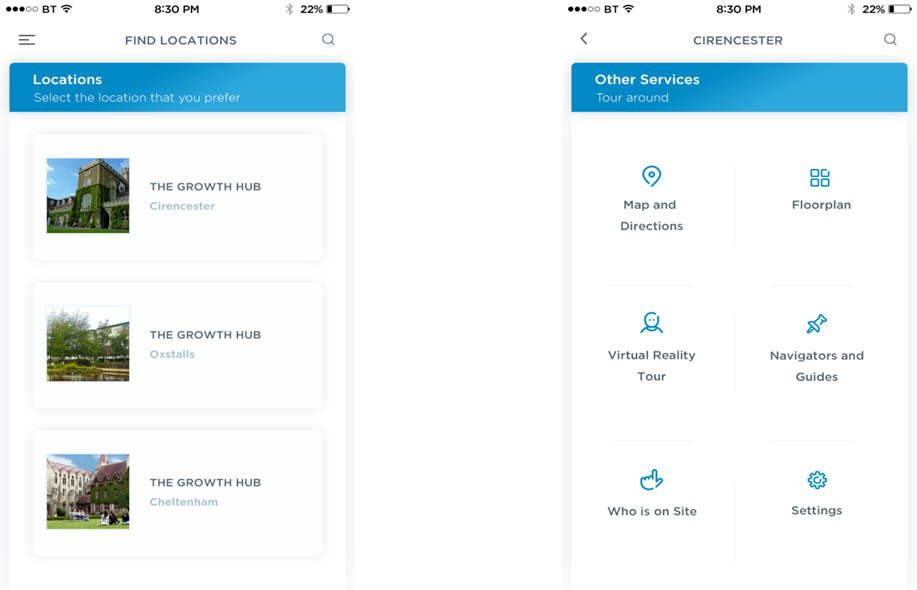 BT 8:30 PM 22%
FIND LOCATIONS
Locations
Select the location that you prefer
THE GROWTH HUB
Cirencester
THE GROWTH HUB
Oxstalls
THE GROWTH HUB
Cheltenham
BT 8:30 PM 22%
CIRENCESTER
Other Services
Tour around
Map and
Directions
Floorplan
Virtual Reality
Tour
Navigators and
Guides
Who is on Site
Settings